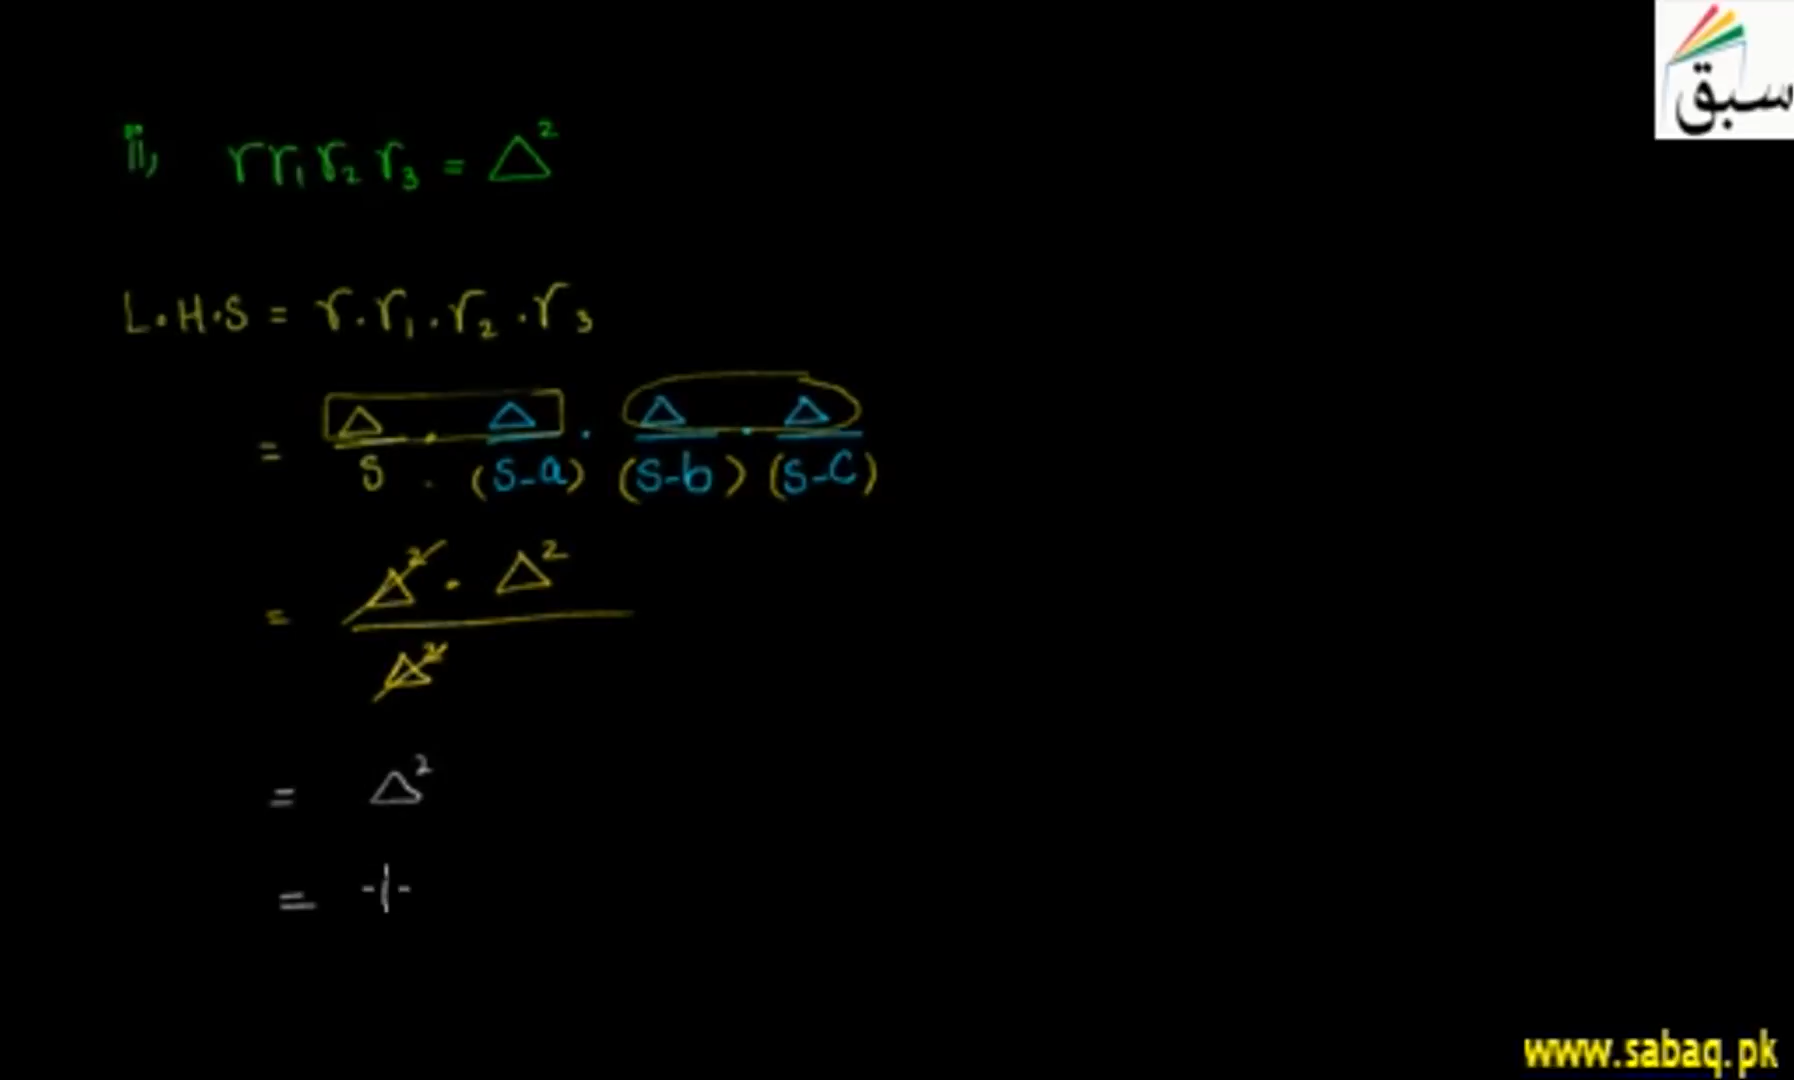 سبق
ii, rr₁r₂r₃ = Δ²
L.H.S = r.r₁.r₂.r₃
= Δ/s . Δ/(s-a) . Δ/(s-b) . Δ/(s-c)
= Δ² . Δ² / Δ²
= Δ²
=
www.sabaq.pk